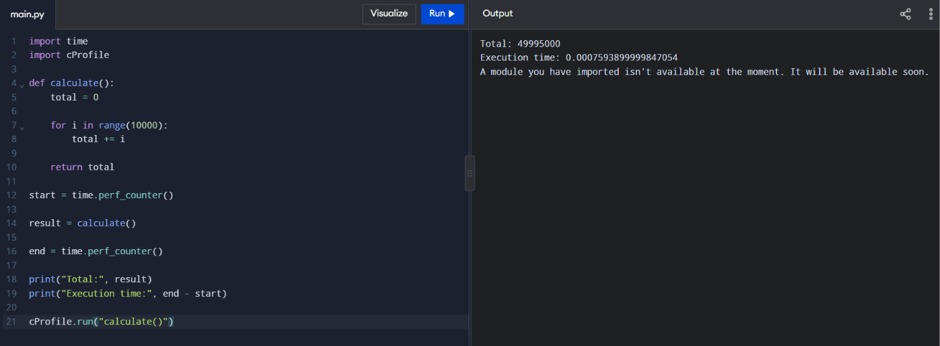 main.py
Visualize
Run
Output
1 import time
2 import cProfile
3
4 def calculate():
5     total = 0
6
7     for i in range(10000):
8         total += i
9
10     return total
11
12 start = time.perf_counter()
13
14 result = calculate()
15
16 end = time.perf_counter()
17
18 print("Total:", result)
19 print("Execution time:", end - start)
20
21 cProfile.run("calculate()")
Total: 49995000
Execution time: 0.0007593899999847054
A module you have imported isn't available at the moment. It will be available soon.